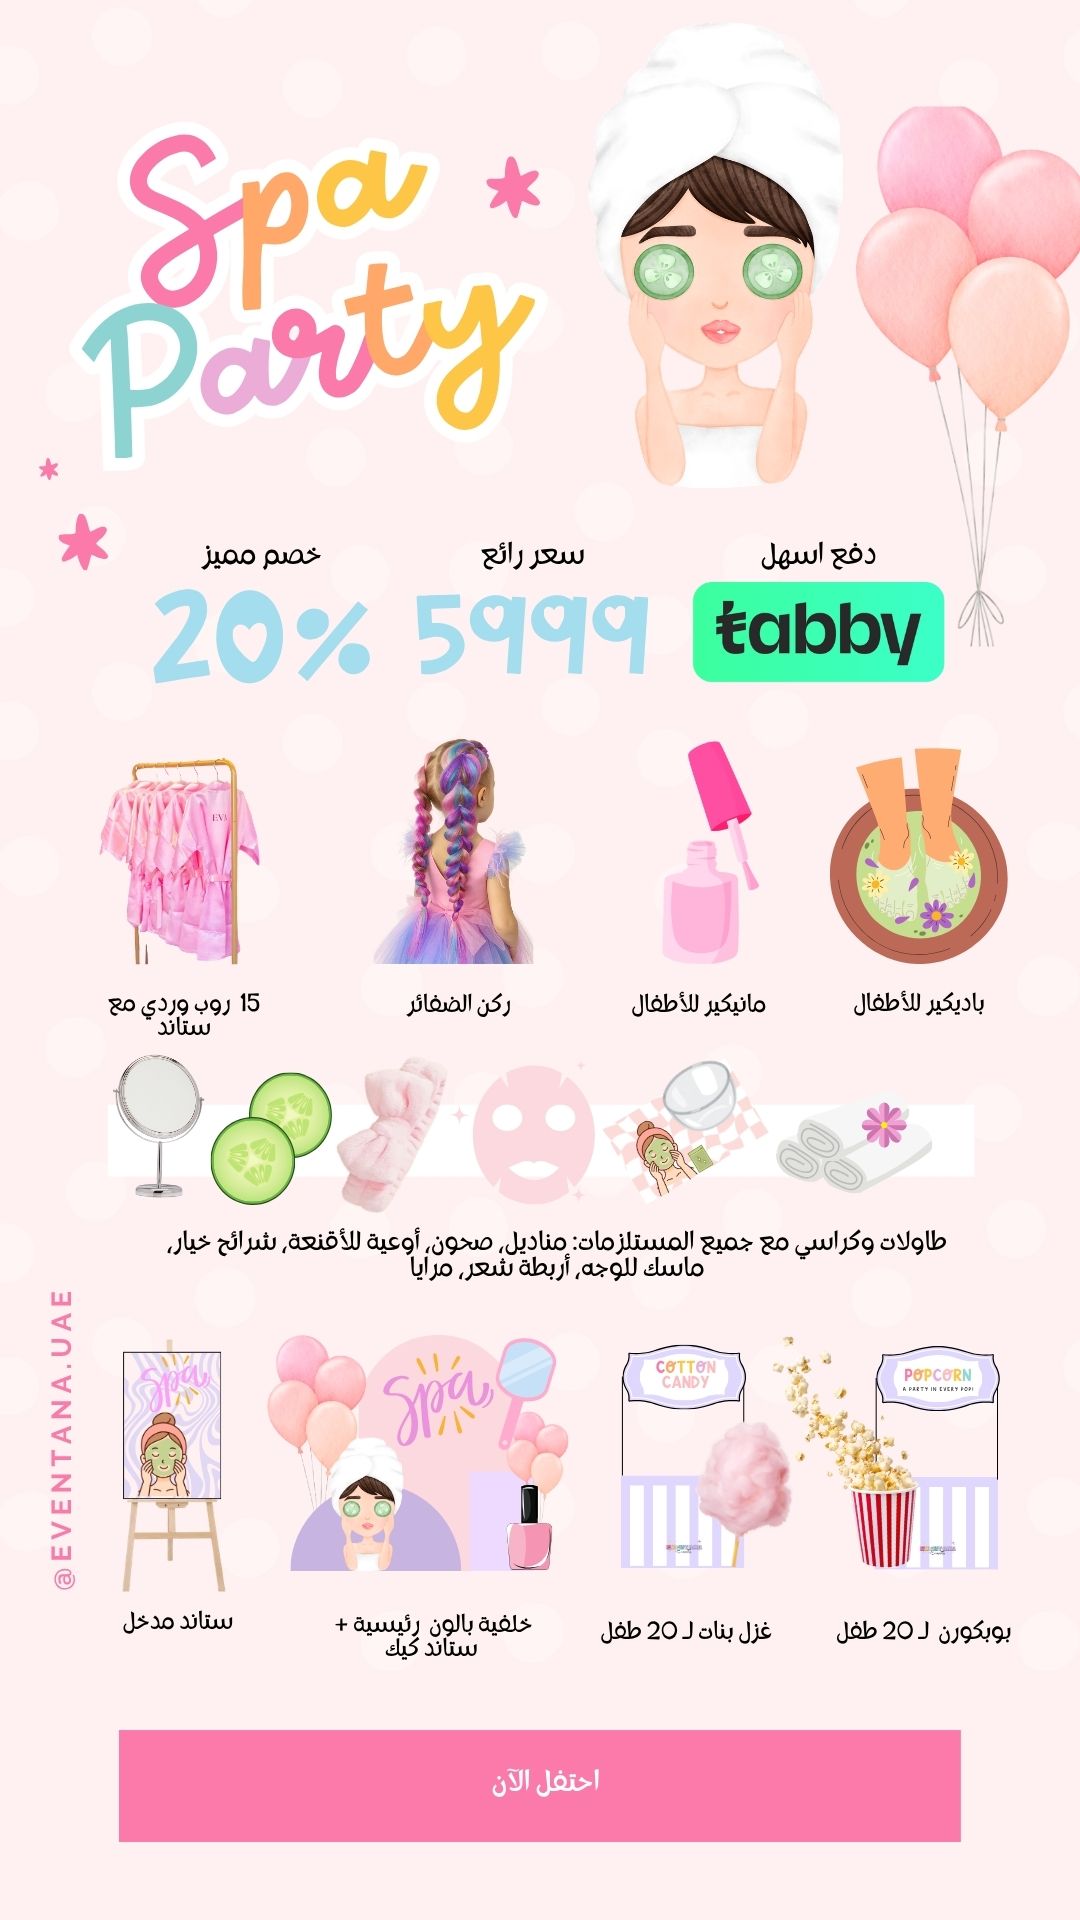 Spa
Party
دفع اسهل
سعر رائع
خصم مميز
tabby
5999
20%
EV
باديكير للأطفال
مانيكير للأطفال
ركن الضفائر
15 روب وردي مع
ستاند
طاولات وكراسي مع جميع المستلزمات: مناديل, صحون, أوعية للأقنعة, شرائح خيار,
ماسك للوجه, أربطة شعر, مرايا
@EVENTANA.UAE
POPCORN
A PARTY IN EVERY POP!
COTTON
CANDY
Spa
Spa
بوبكورن لـ 20 طفل
غزل بنات لـ 20 طفل
خلفية بالون رئيسية +
ستاند كيك
ستاند مدخل
احتفل الآن